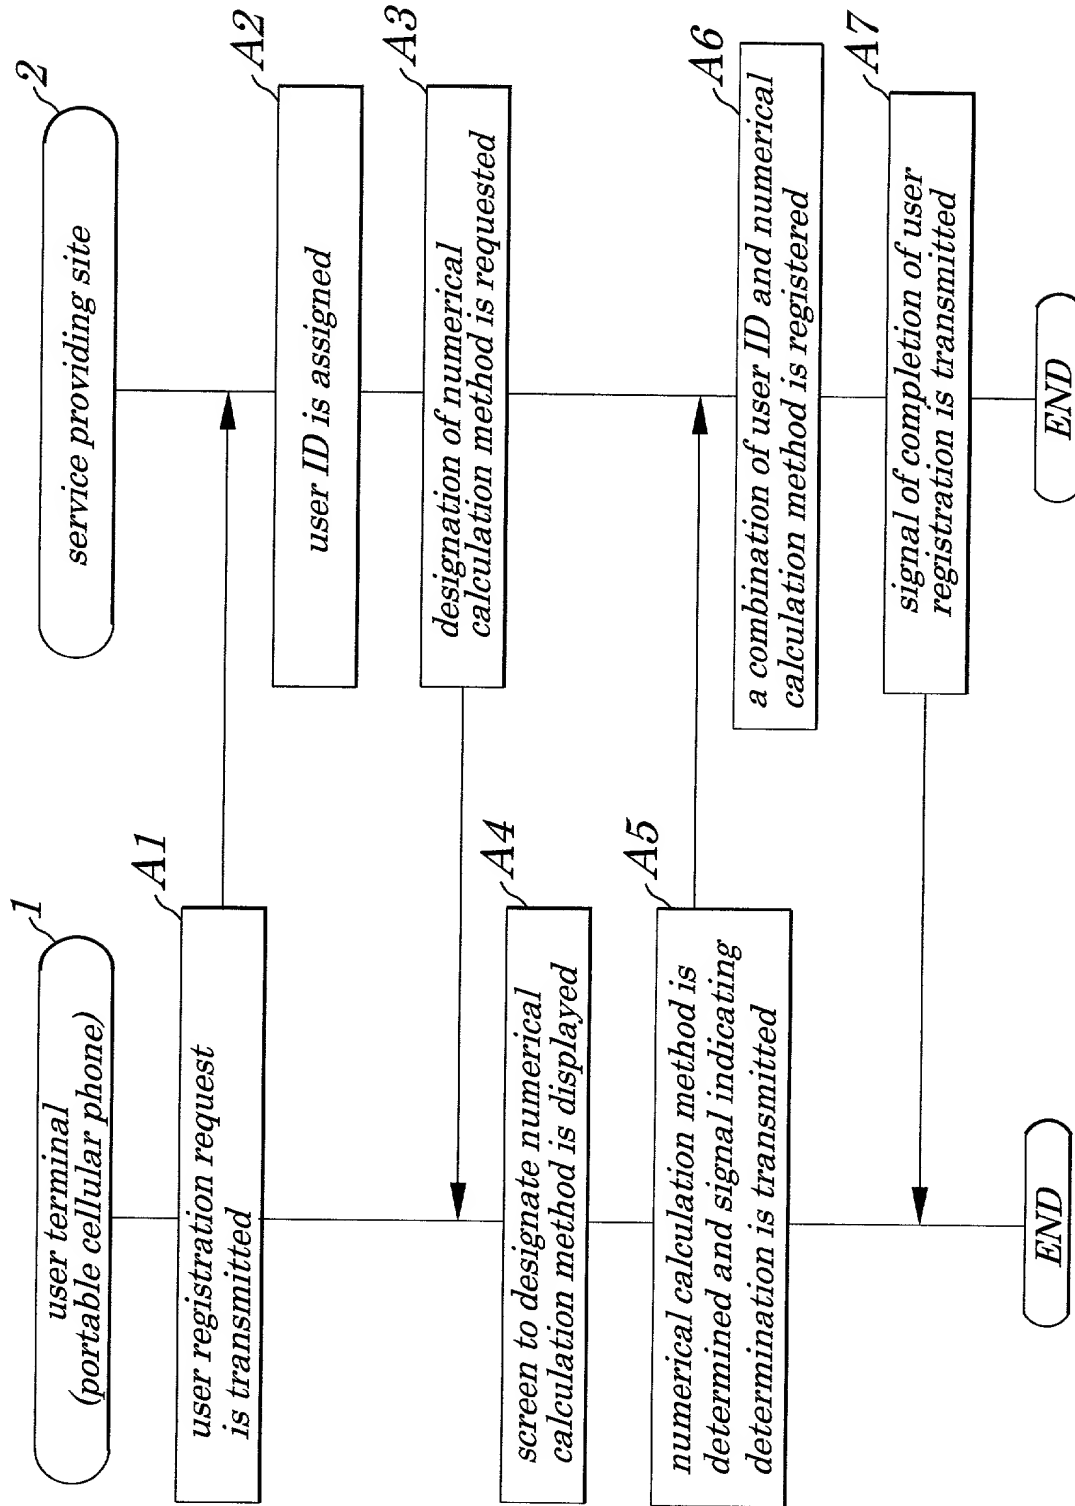 1
user terminal
(portable cellular phone)
2
service providing site
A1
user registration request
is transmitted
A2
user ID is assigned
A3
designation of numerical
calculation method is requested
A4
screen to designate numerical
calculation method is displayed
A5
numerical calculation method is
determined and signal indicating
determination is transmitted
A6
a combination of user ID and numerical
calculation method is registered
A7
signal of completion of user
registration is transmitted
END
END